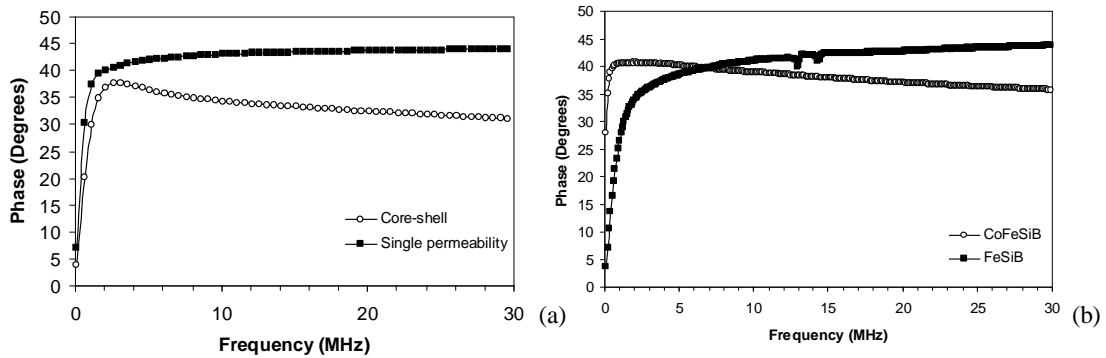 50
45
40
35
30
25
20
15
10
5
0
Phase (Degrees)
Core-shell
Single permeability
0 10 20 30
Frequency (MHz)
(a)
50
45
40
35
30
25
20
15
10
5
0
Phase (Degrees)
CoFeSiB
FeSiB
0 5 10 15 20 25 30
Frequency (MHz)
(b)